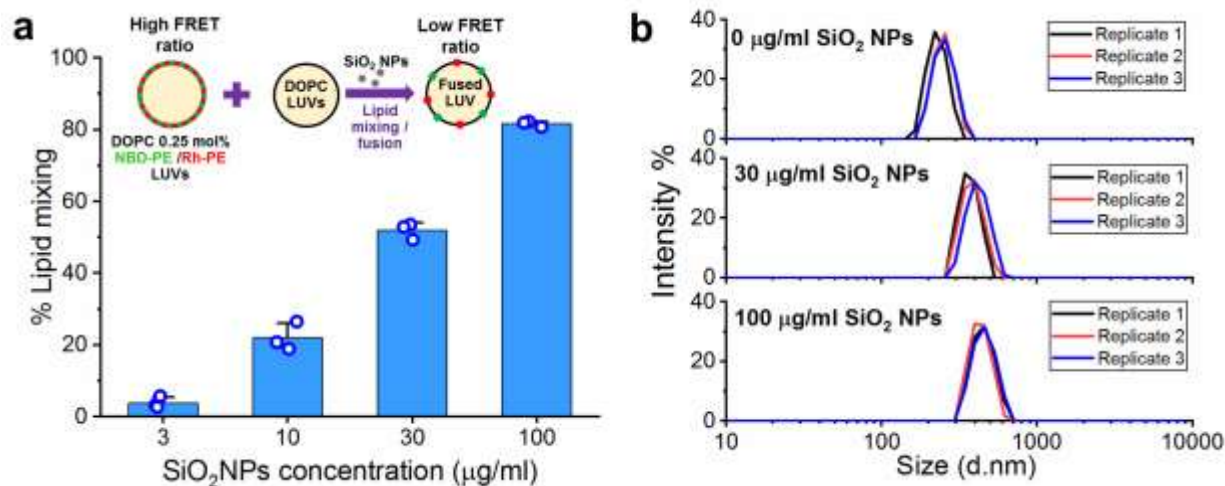 a
High FRET
ratio
Low FRET
ratio
SiO2 NPs
DOPC
LUVs
Fused
LUV
Lipid
mixing /
fusion
DOPC 0.25 mol%
NBD-PE /Rh-PE
LUVs
% Lipid mixing
100
80
60
40
20
0
3
10
30
100
SiO2NPs concentration (μg/ml)
b
Intensity %
40
20
0
0 μg/ml SiO2 NPs
Replicate 1
Replicate 2
Replicate 3
40
20
0
30 μg/ml SiO2 NPs
Replicate 1
Replicate 2
Replicate 3
40
20
0
100 μg/ml SiO2 NPs
Replicate 1
Replicate 2
Replicate 3
10
100
1000
10000
Size (d.nm)